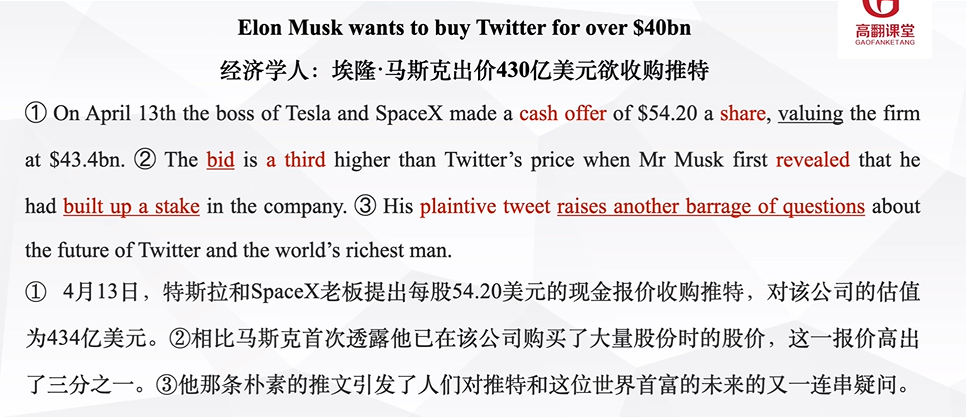 Elon Musk wants to buy Twitter for over $40bn
高翻课堂
GAOFANKETANG
经济学人：埃隆·马斯克出价430亿美元欲收购推特
① On April 13th the boss of Tesla and SpaceX made a cash offer of $54.20 a share, valuing the firm
at $43.4bn. ② The bid is a third higher than Twitter’s price when Mr Musk first revealed that he
had built up a stake in the company. ③ His plaintive tweet raises another barrage of questions about
the future of Twitter and the world’s richest man.
① 4月13日，特斯拉和SpaceX老板提出每股54.20美元的现金报价收购推特，对该公司的估值
为434亿美元。②相比马斯克首次透露他已在该公司购买了大量股份时的股价，这一报价高出
了三分之一。③他那条朴素的推文引发了人们对推特和这位世界首富的未来的又一连串疑问。